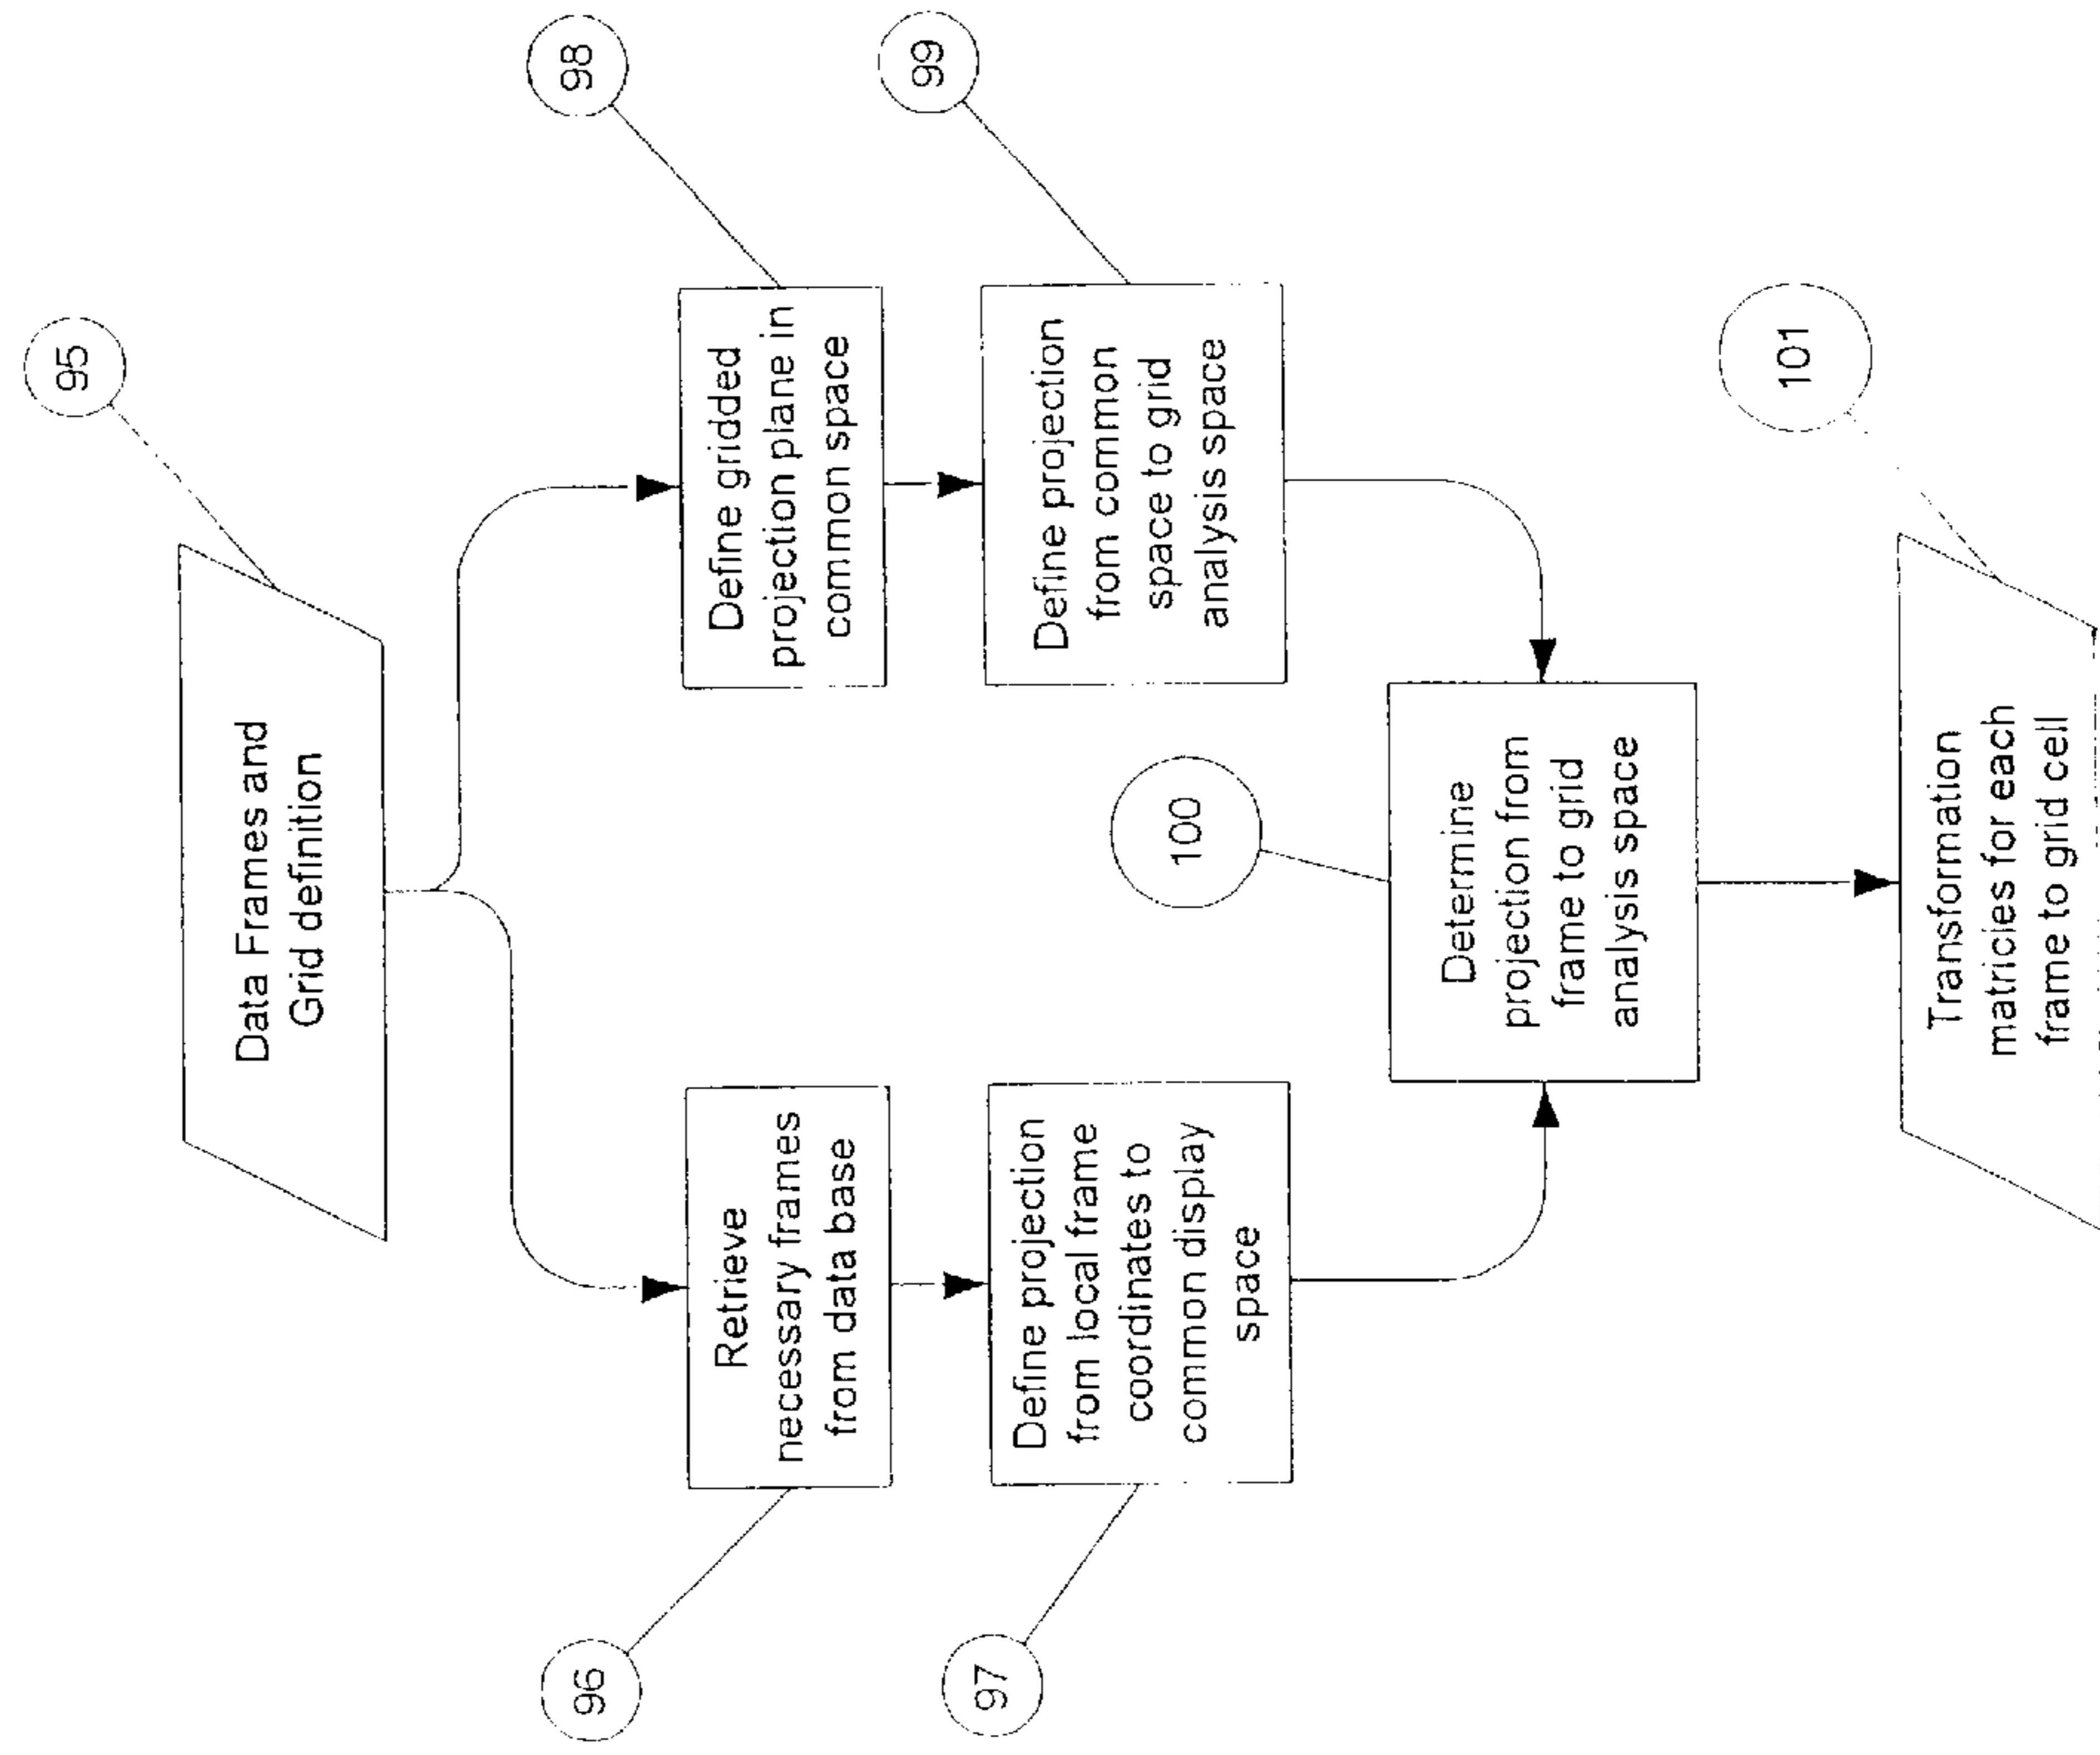 95
Data Frames and
Grid definition
96
Retrieve
necessary frames
from data base
98
Define gridded
projection plane in
common space
97
Define projection
from local frame
coordinates to
common display
space
99
Define projection
from common
space to grid
analysis space
100
Determine
projection from
frame to grid
analysis space
101
Transformation
matricies for each
frame to grid cell